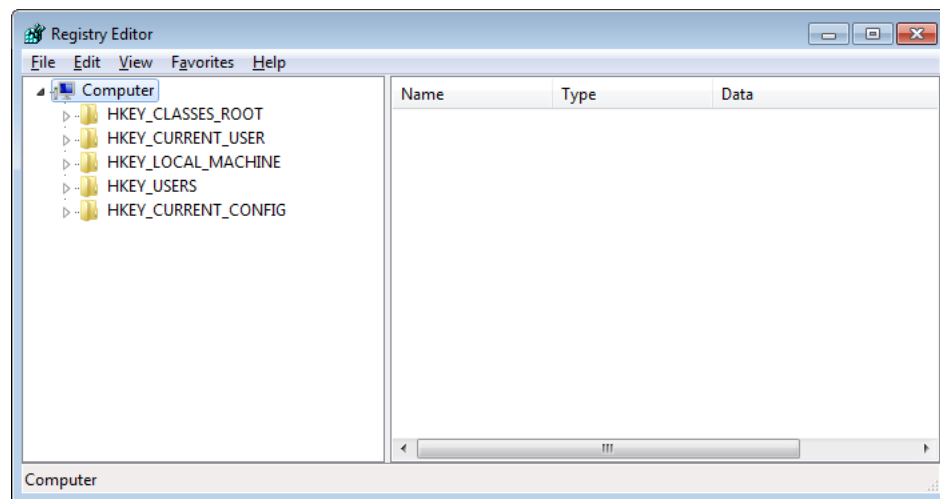 Registry Editor
File Edit View Favorites Help
Computer
HKEY_CLASSES_ROOT
HKEY_CURRENT_USER
HKEY_LOCAL_MACHINE
HKEY_USERS
HKEY_CURRENT_CONFIG
Name Type Data
Computer